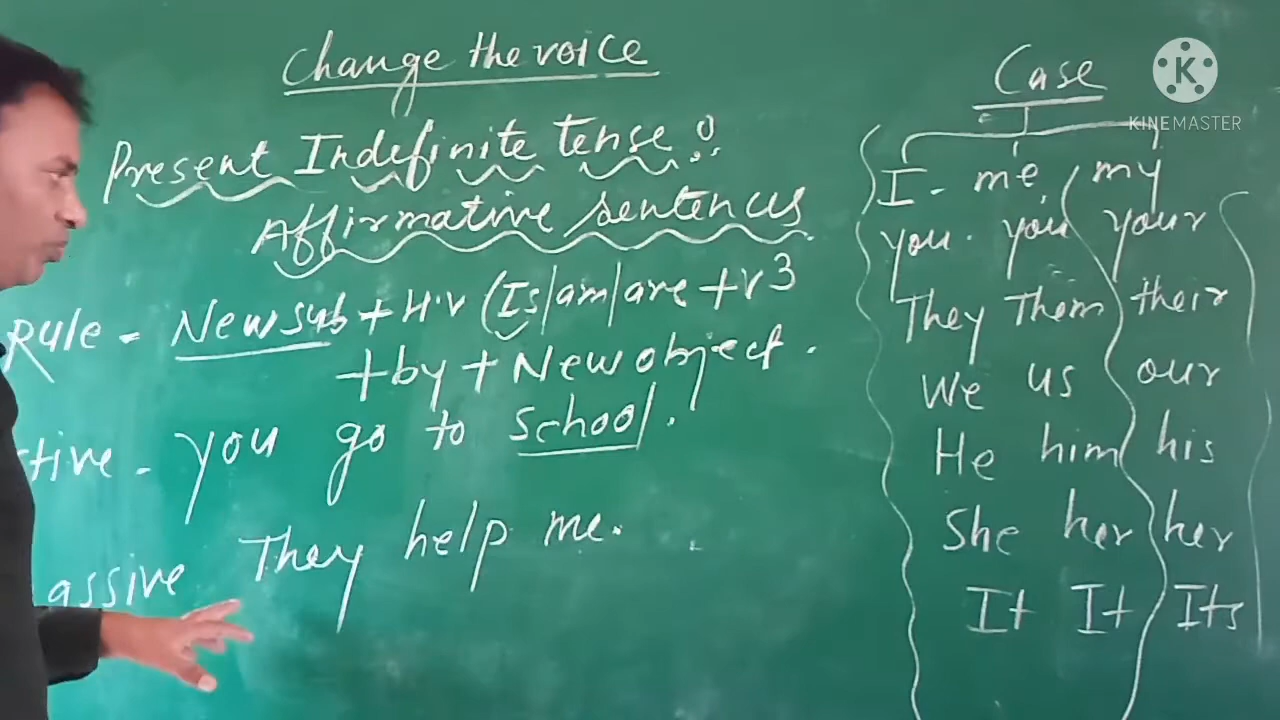 Change the voice
Present Indefinite tense :
Affirmative sentences
Rule - New sub + H.v (Is/am/are + v3
+ by + New object.
ctive - you go to school.
assive They help me.
Case
I - me my
you . you your
They Them their
We us our
He him his
She her her
It It Its
K
KINEMASTER